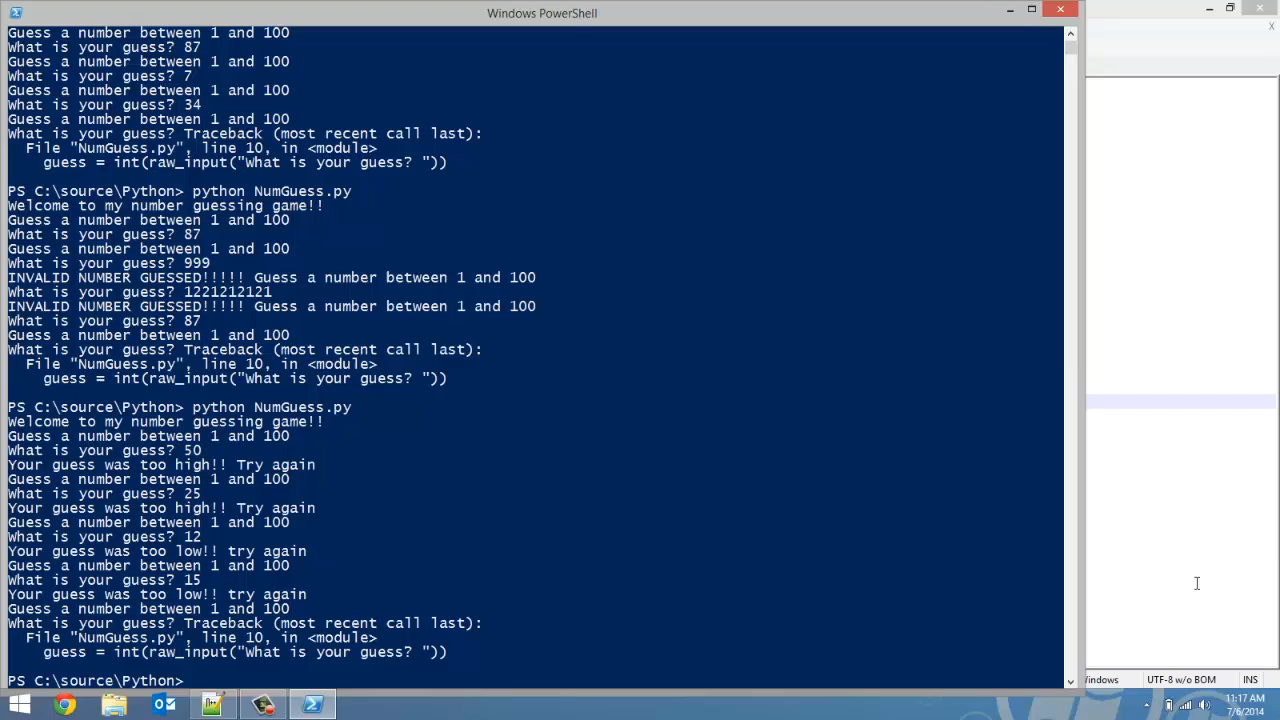 Windows PowerShell
Guess a number between 1 and 100
What is your guess? 87
Guess a number between 1 and 100
What is your guess? 7
Guess a number between 1 and 100
What is your guess? 34
Guess a number between 1 and 100
What is your guess? Traceback (most recent call last):
  File "NumGuess.py", line 10, in <module>
    guess = int(raw_input("What is your guess? "))
PS C:\source\Python> python NumGuess.py
Welcome to my number guessing game!!
Guess a number between 1 and 100
What is your guess? 87
Guess a number between 1 and 100
What is your guess? 999
INVALID NUMBER GUESSED!!!!! Guess a number between 1 and 100
What is your guess? 1221212121
INVALID NUMBER GUESSED!!!!! Guess a number between 1 and 100
What is your guess? 87
Guess a number between 1 and 100
What is your guess? Traceback (most recent call last):
  File "NumGuess.py", line 10, in <module>
    guess = int(raw_input("What is your guess? "))
PS C:\source\Python> python NumGuess.py
Welcome to my number guessing game!!
Guess a number between 1 and 100
What is your guess? 50
Your guess was too high!! Try again
Guess a number between 1 and 100
What is your guess? 25
Your guess was too high!! Try again
Guess a number between 1 and 100
What is your guess? 12
Your guess was too low!! try again
Guess a number between 1 and 100
What is your guess? 15
Your guess was too low!! try again
Guess a number between 1 and 100
What is your guess? Traceback (most recent call last):
  File "NumGuess.py", line 10, in <module>
    guess = int(raw_input("What is your guess? "))
PS C:\source\Python>
UTF-8 w/o BOM INS
11:17 AM
7/6/2014